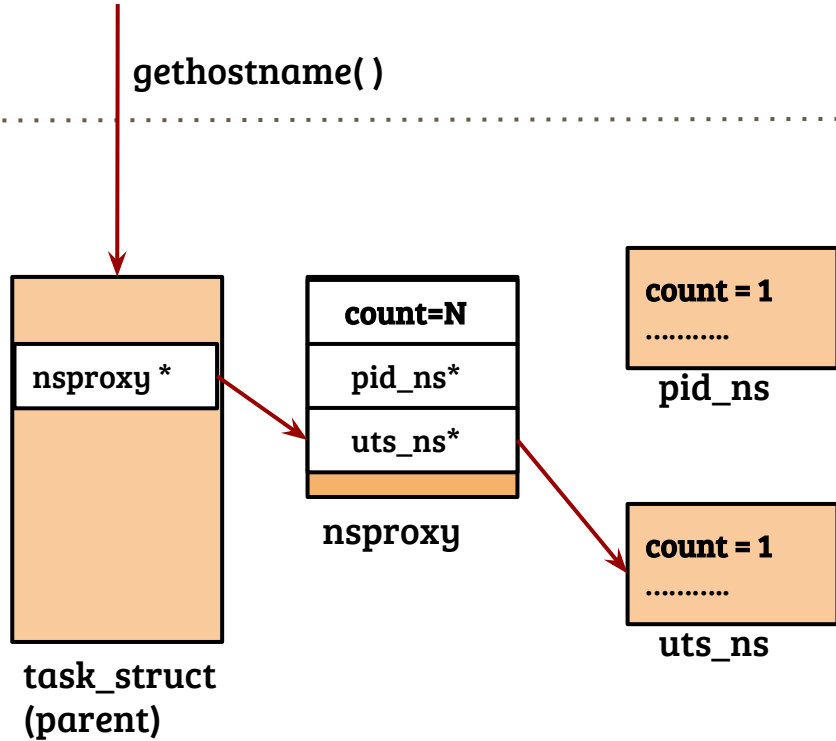 gethostname( )
nsproxy *
task_struct
(parent)
count=N
pid_ns*
uts_ns*
nsproxy
count = 1
...........
pid_ns
count = 1
...........
uts_ns